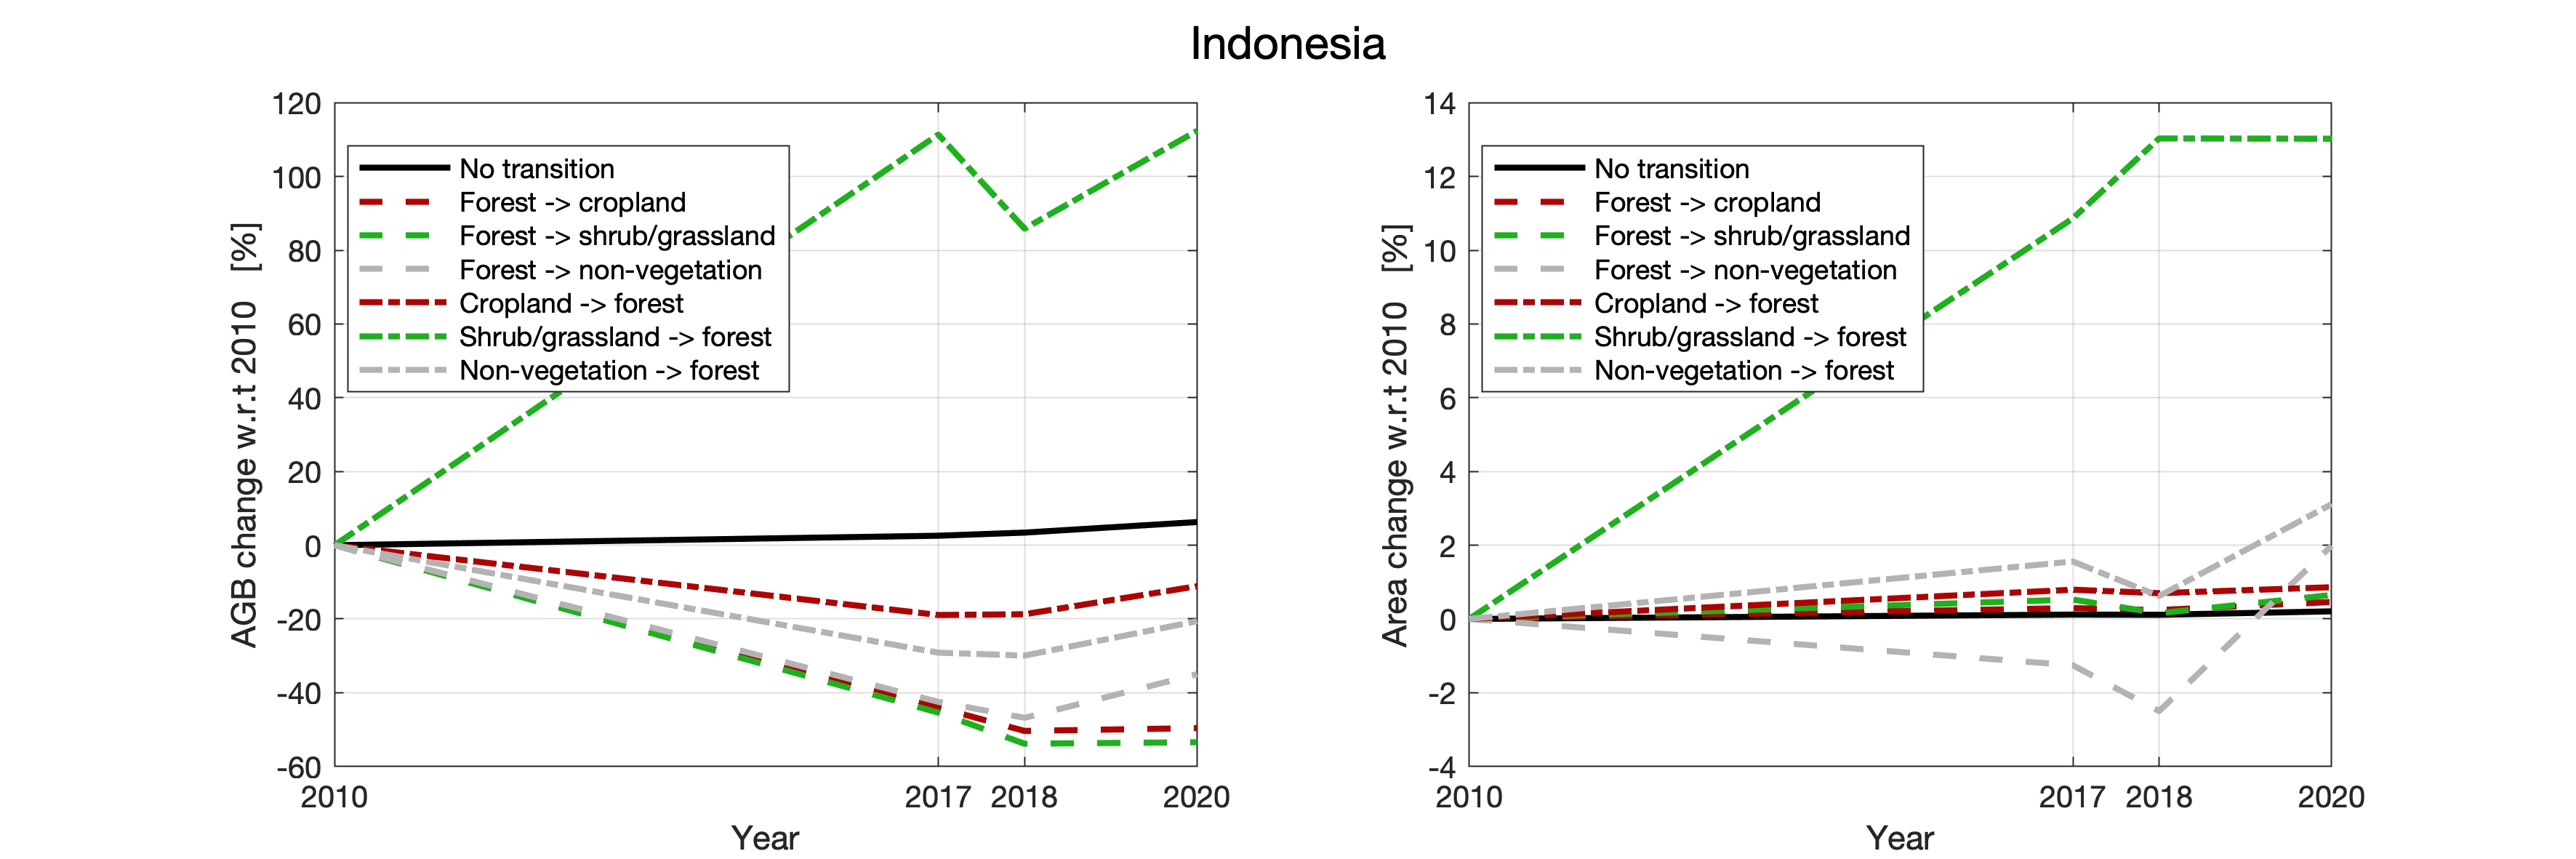 Indonesia
120
100
80
60
40
20
0
-20
-40
-60
AGB change w.r.t 2010 [%]
No transition
Forest -> cropland
Forest -> shrub/grassland
Forest -> non-vegetation
Cropland -> forest
Shrub/grassland -> forest
Non-vegetation -> forest
2010 2017 2018 2020
Year
14
12
10
8
6
4
2
0
-2
-4
Area change w.r.t 2010 [%]
No transition
Forest -> cropland
Forest -> shrub/grassland
Forest -> non-vegetation
Cropland -> forest
Shrub/grassland -> forest
Non-vegetation -> forest
2010 2017 2018 2020
Year